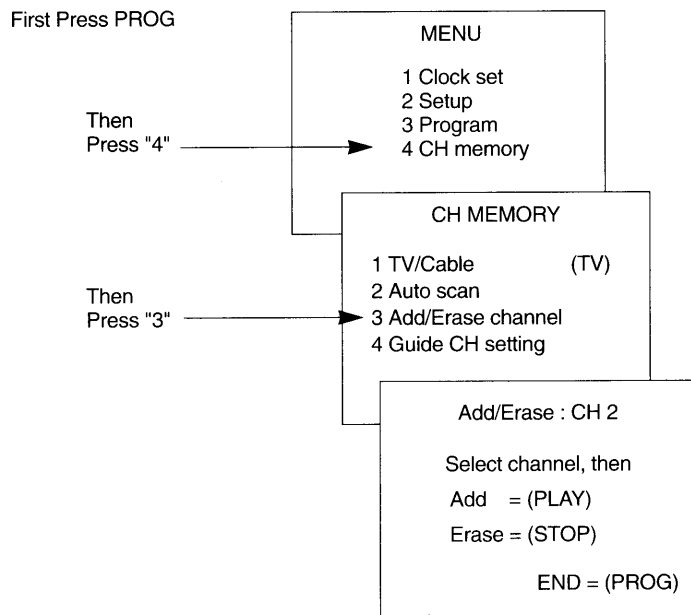 First Press PROG
MENU
1 Clock set
2 Setup
3 Program
4 CH memory
Then
Press "4"
CH MEMORY
1 TV/Cable (TV)
2 Auto scan
3 Add/Erase channel
4 Guide CH setting
Then
Press "3"
Add/Erase : CH 2
Select channel, then
Add = (PLAY)
Erase = (STOP)
END = (PROG)